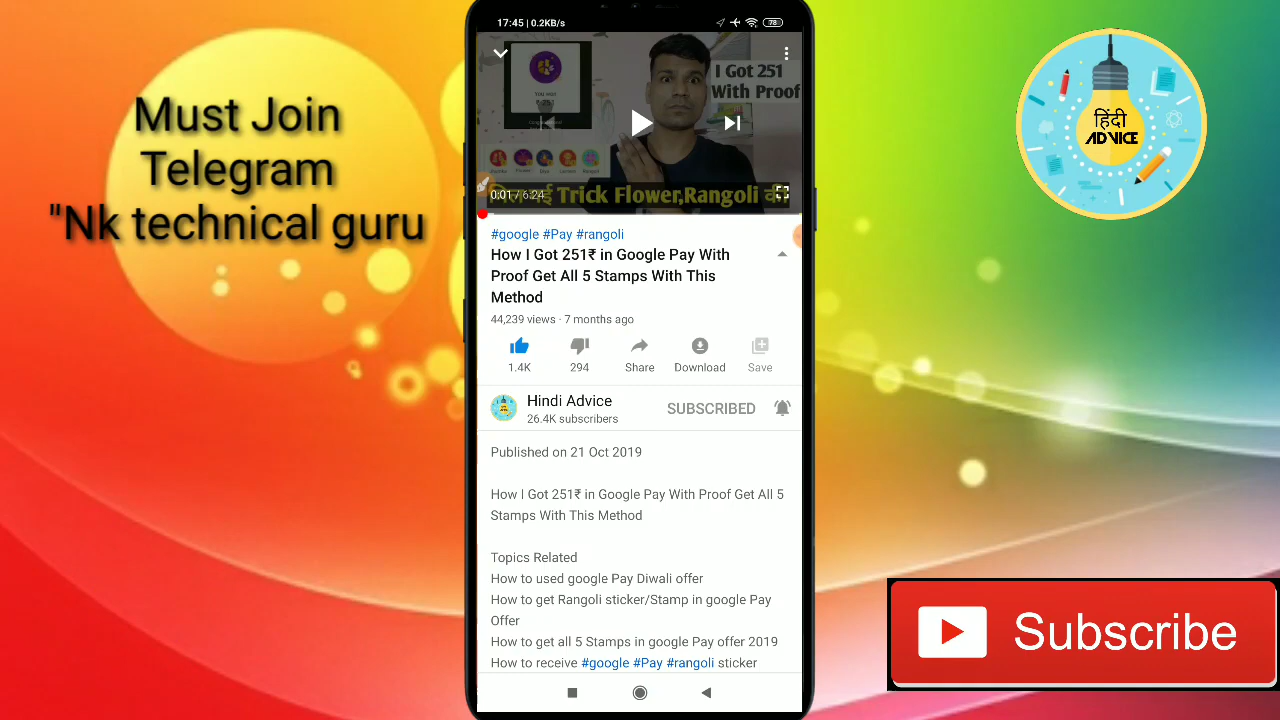 Must Join
Telegram
"Nk technical guru
17:45 | 0.2KB/s
78
I Got 251
With Proof
YOU WON
₹ 251
Trick Flower,Rangoli की
0:01 / 6:24
#google #Pay #rangoli
How I Got 251₹ in Google Pay With
Proof Get All 5 Stamps With This
Method
44,239 views · 7 months ago
1.4K
294
Share
Download
Save
Hindi Advice
26.4K subscribers
SUBSCRIBED
Published on 21 Oct 2019
How I Got 251₹ in Google Pay With Proof Get All 5
Stamps With This Method
Topics Related
How to used google Pay Diwali offer
How to get Rangoli sticker/Stamp in google Pay
Offer
How to get all 5 Stamps in google Pay offer 2019
How to receive #google #Pay #rangoli sticker
हिंदी
ADVICE
Subscribe